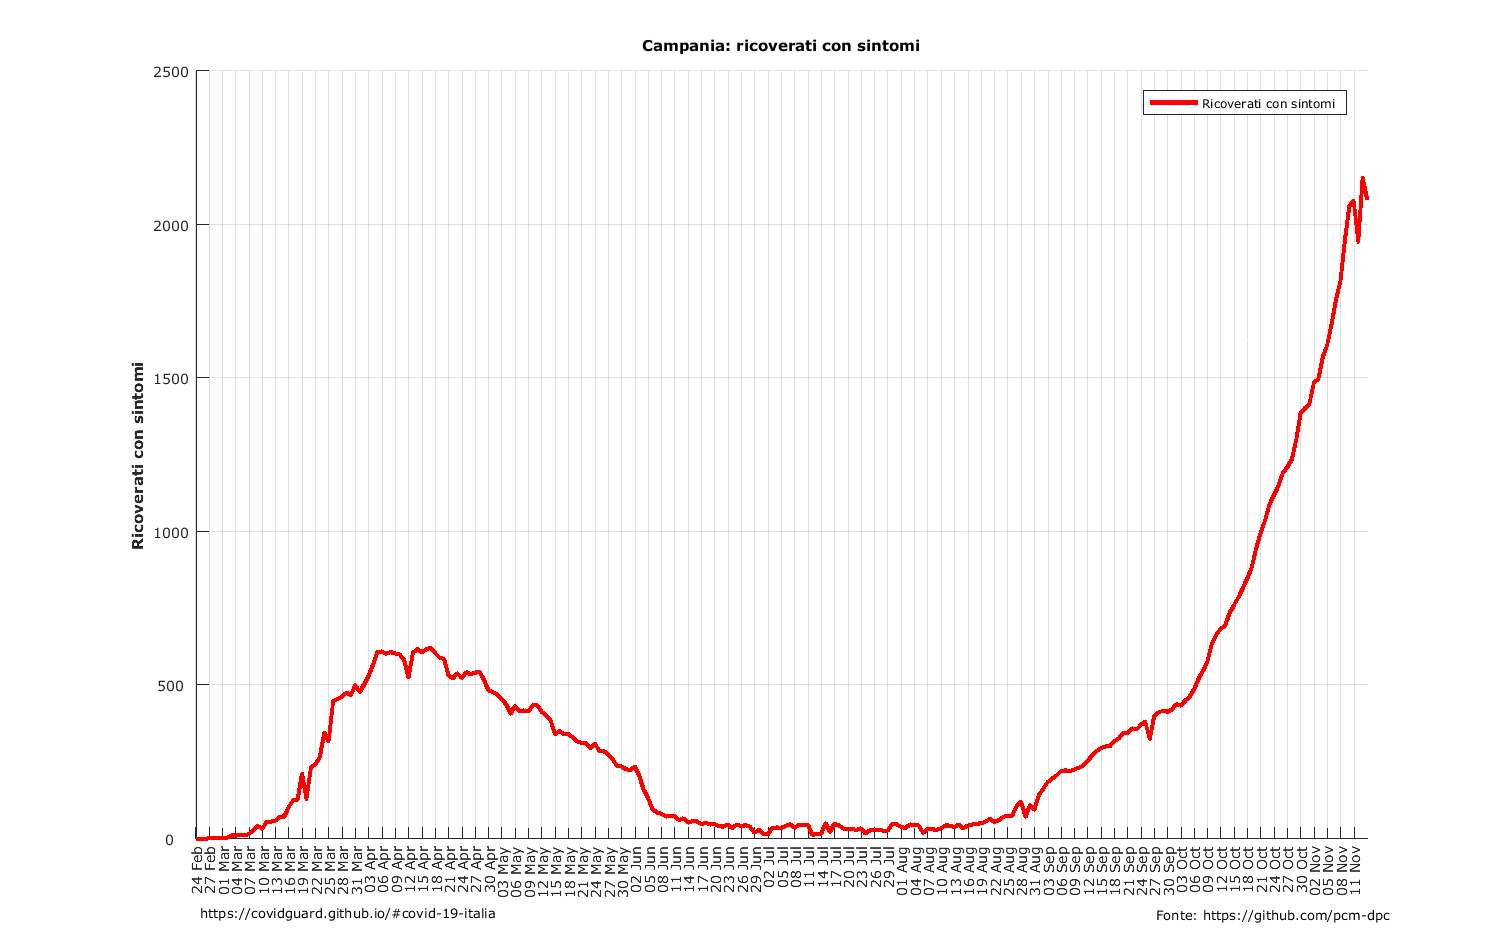 Campania: ricoverati con sintomi
Ricoverati con sintomi
Ricoverati con sintomi
2500
2000
1500
1000
500
0
24 Feb
27 Feb
01 Mar
04 Mar
07 Mar
10 Mar
13 Mar
16 Mar
19 Mar
22 Mar
25 Mar
28 Mar
31 Mar
03 Apr
06 Apr
09 Apr
12 Apr
15 Apr
18 Apr
21 Apr
24 Apr
27 Apr
30 Apr
03 May
06 May
09 May
12 May
15 May
18 May
21 May
24 May
27 May
30 May
02 Jun
05 Jun
08 Jun
11 Jun
14 Jun
17 Jun
20 Jun
23 Jun
26 Jun
29 Jun
02 Jul
05 Jul
08 Jul
11 Jul
14 Jul
17 Jul
20 Jul
23 Jul
26 Jul
29 Jul
01 Aug
04 Aug
07 Aug
10 Aug
13 Aug
16 Aug
19 Aug
22 Aug
25 Aug
28 Aug
31 Aug
03 Sep
06 Sep
09 Sep
12 Sep
15 Sep
18 Sep
21 Sep
24 Sep
27 Sep
30 Sep
03 Oct
06 Oct
09 Oct
12 Oct
15 Oct
18 Oct
21 Oct
24 Oct
27 Oct
30 Oct
02 Nov
05 Nov
08 Nov
11 Nov
https://covidguard.github.io/#covid-19-italia
Fonte: https://github.com/pcm-dpc